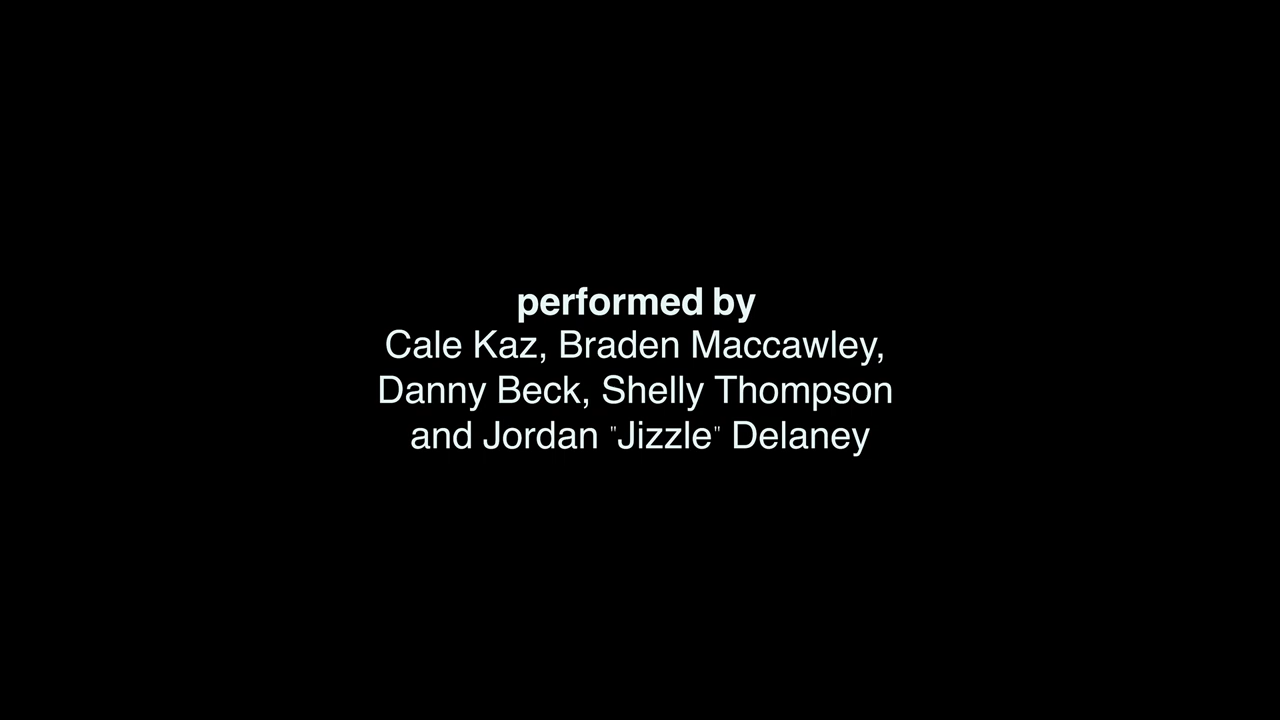 performed by
Cale Kaz, Braden Maccawley,
Danny Beck, Shelly Thompson
and Jordan "Jizzle" Delaney